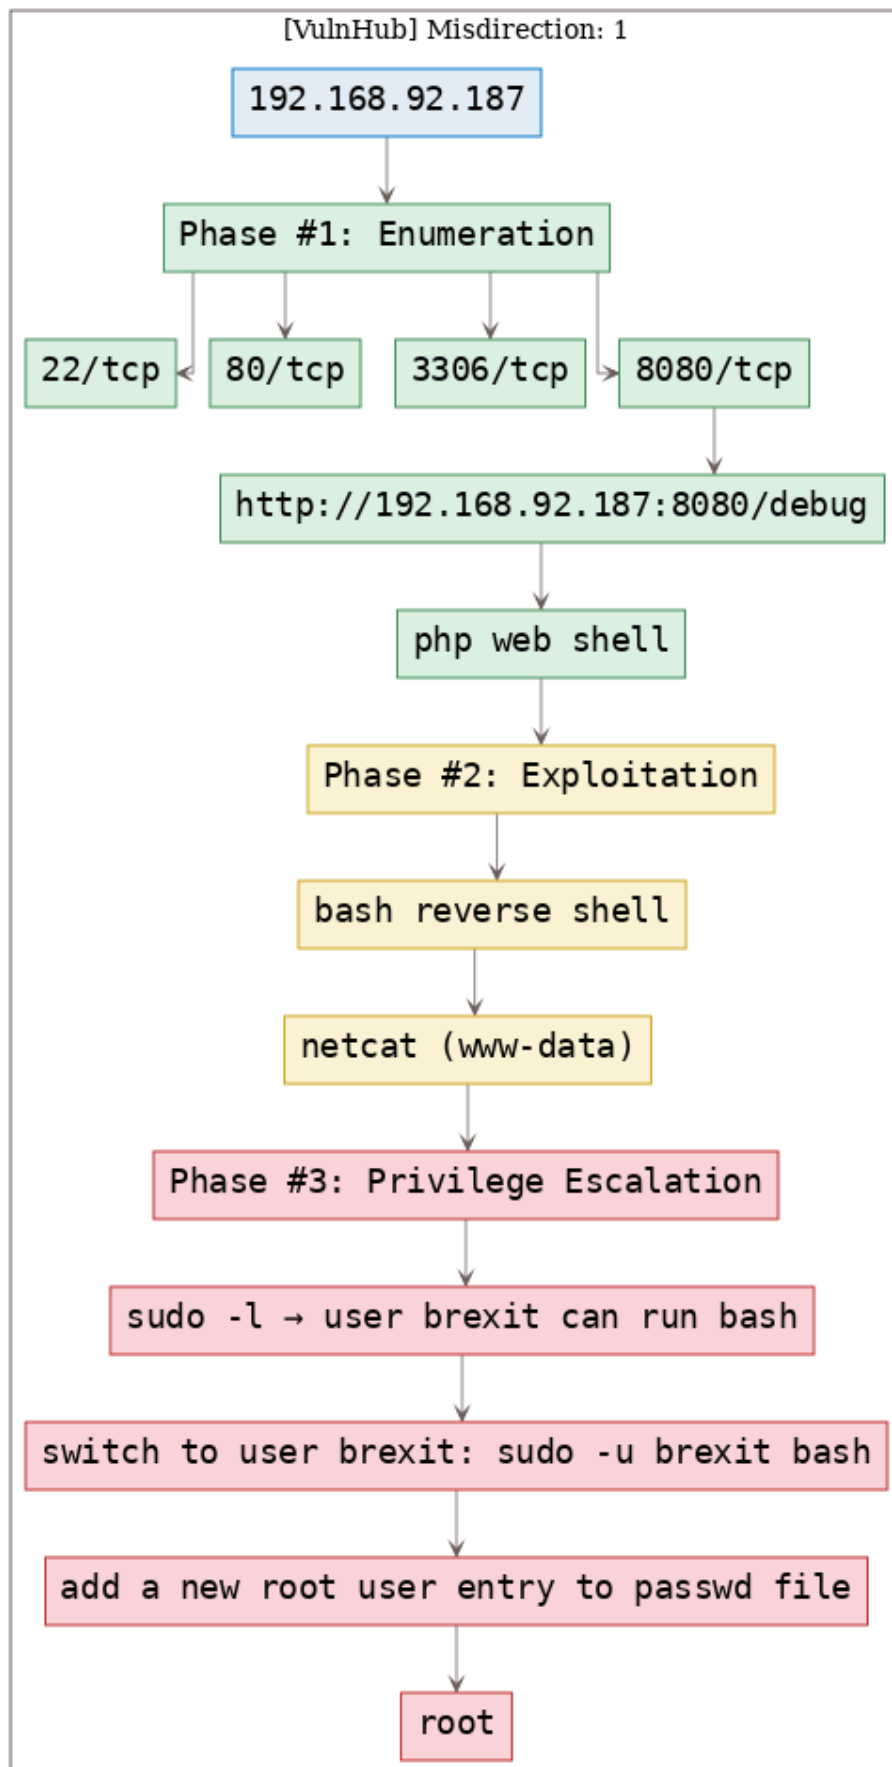 [VulnHub] Misdirection: 1
192.168.92.187
Phase #1: Enumeration
22/tcp
80/tcp
3306/tcp
8080/tcp
http://192.168.92.187:8080/debug
php web shell
Phase #2: Exploitation
bash reverse shell
netcat (www-data)
Phase #3: Privilege Escalation
sudo -l → user brexit can run bash
switch to user brexit: sudo -u brexit bash
add a new root user entry to passwd file
root